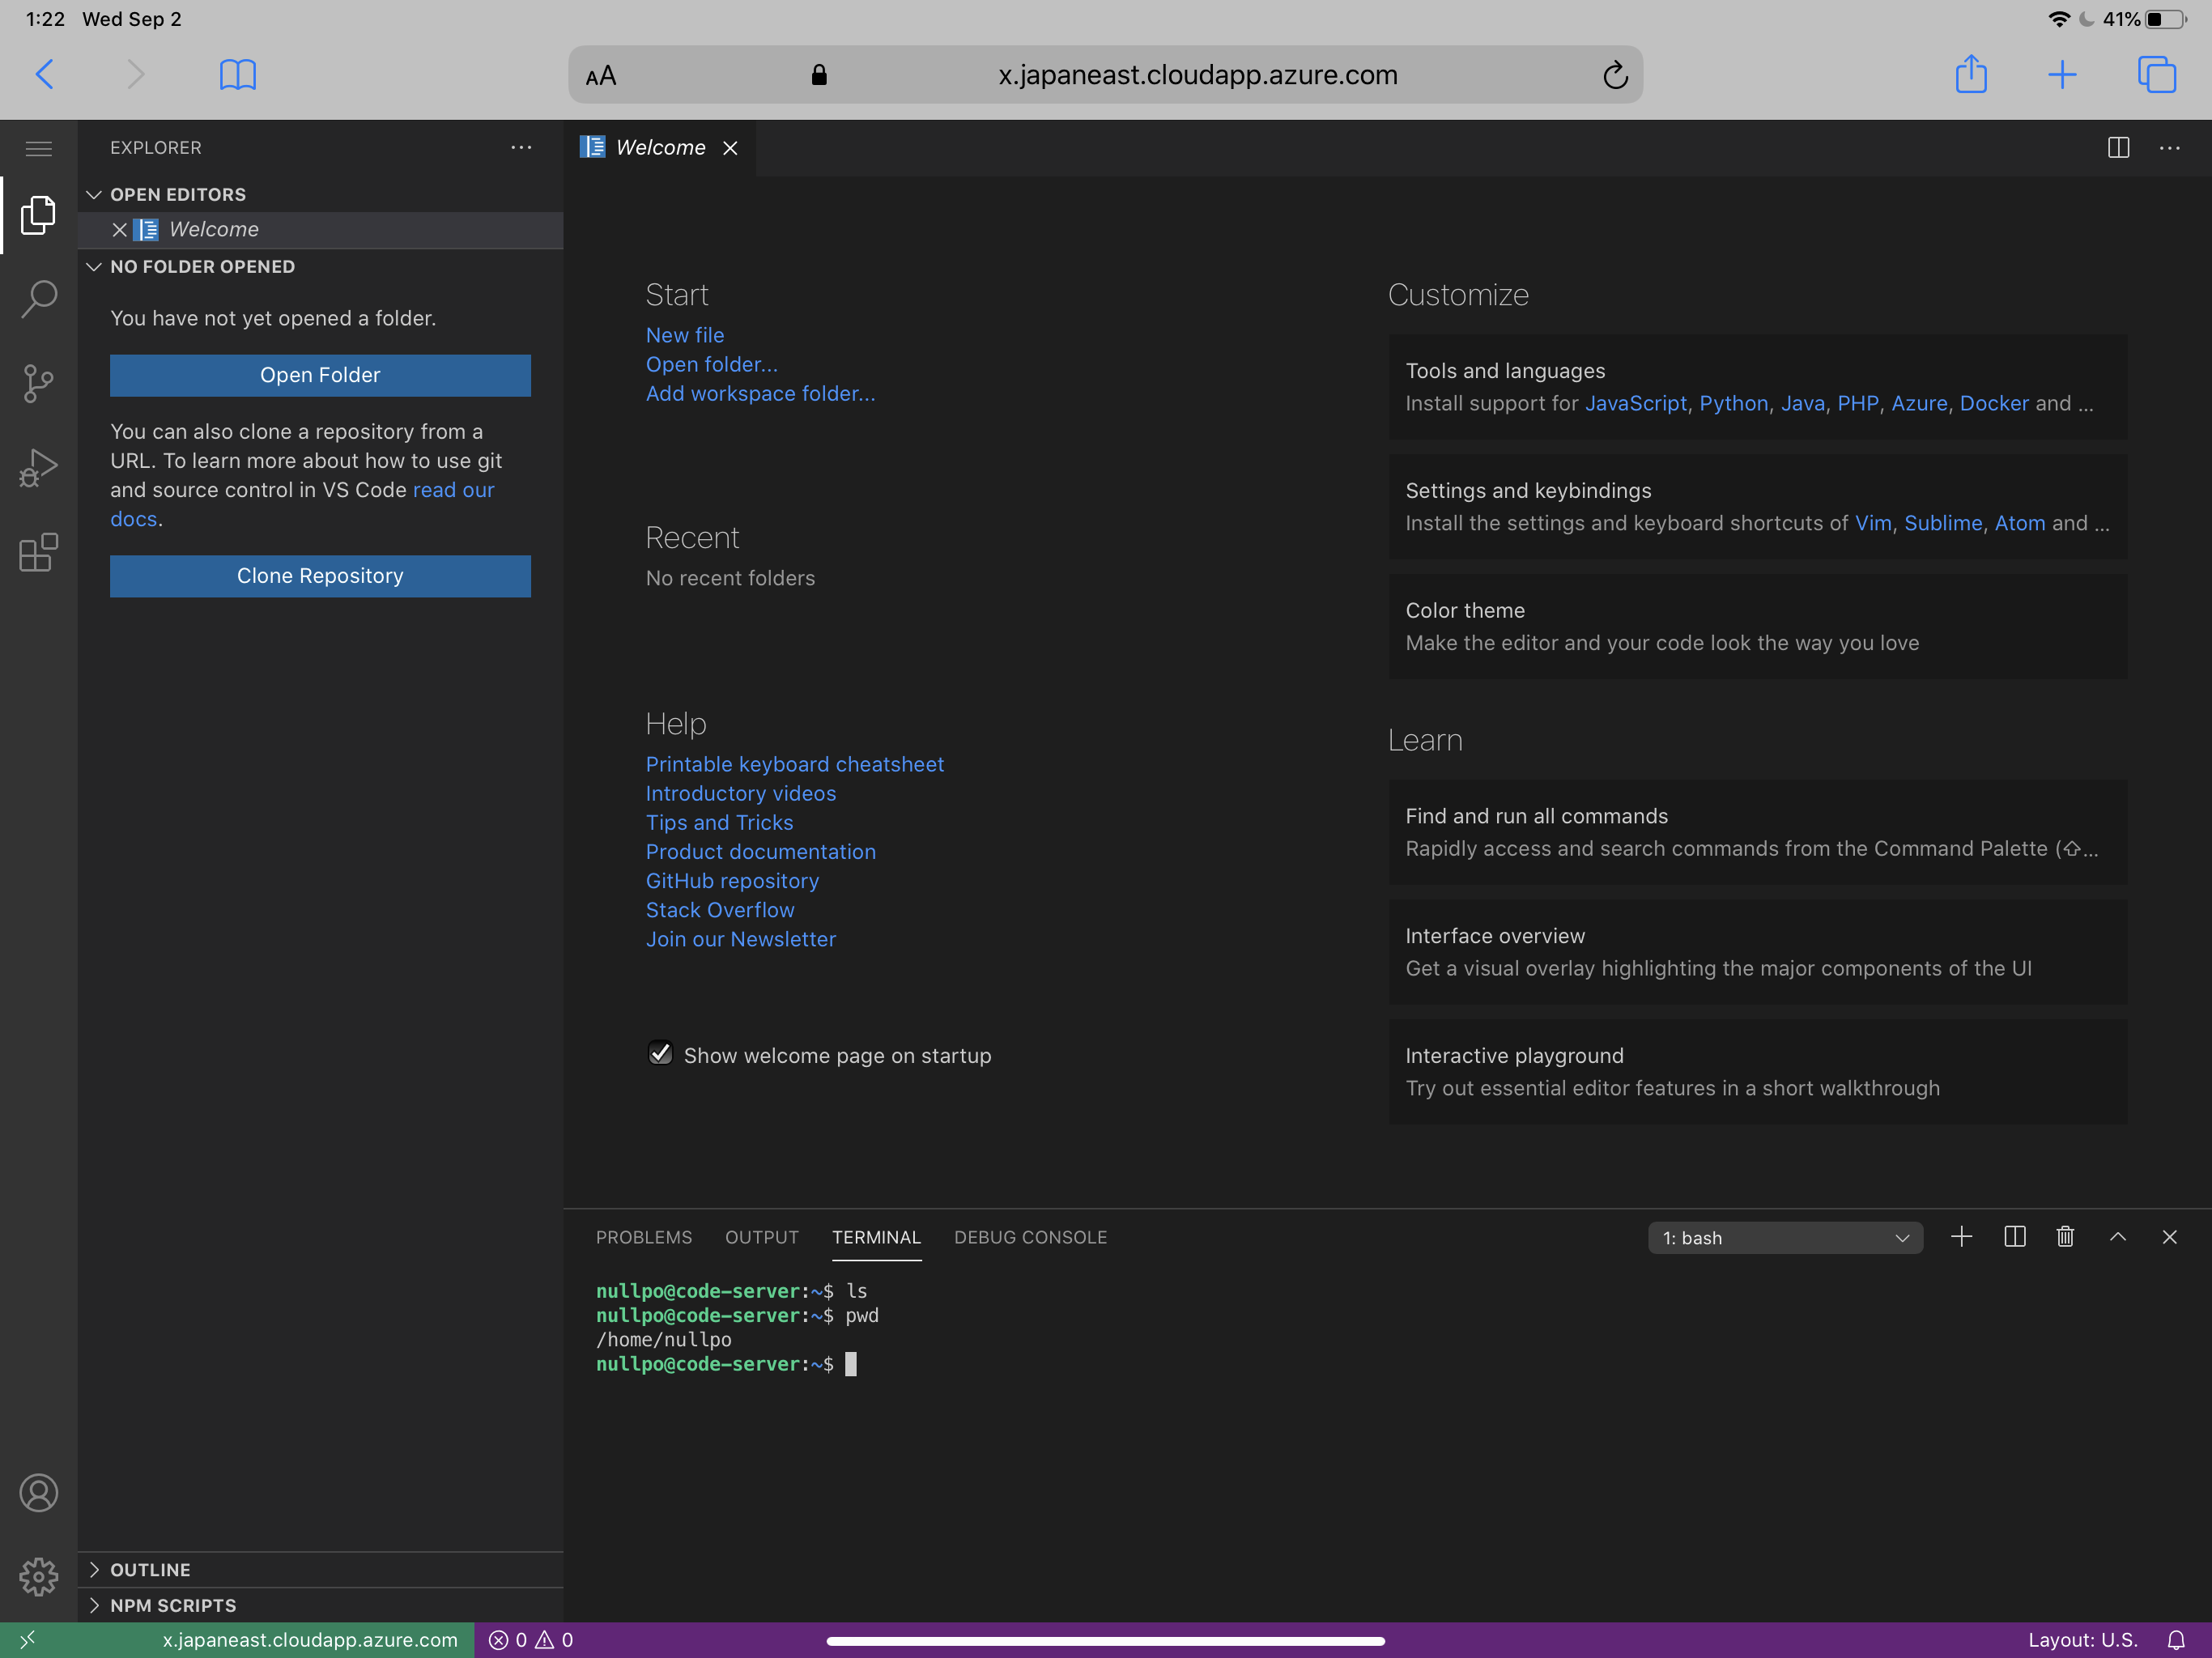 1:22 Wed Sep 2
41%
AA
x.japaneast.cloudapp.azure.com
EXPLORER
OPEN EDITORS
Welcome
NO FOLDER OPENED
You have not yet opened a folder.
Open Folder
You can also clone a repository from a
URL. To learn more about how to use git
and source control in VS Code read our
docs.
Clone Repository
OUTLINE
NPM SCRIPTS
Welcome
Start
New file
Open folder...
Add workspace folder...
Recent
No recent folders
Help
Printable keyboard cheatsheet
Introductory videos
Tips and Tricks
Product documentation
GitHub repository
Stack Overflow
Join our Newsletter
Show welcome page on startup
Customize
Tools and languages
Install support for JavaScript, Python, Java, PHP, Azure, Docker and ...
Settings and keybindings
Install the settings and keyboard shortcuts of Vim, Sublime, Atom and ...
Color theme
Make the editor and your code look the way you love
Learn
Find and run all commands
Rapidly access and search commands from the Command Palette (⇧...
Interface overview
Get a visual overlay highlighting the major components of the UI
Interactive playground
Try out essential editor features in a short walkthrough
PROBLEMS OUTPUT TERMINAL DEBUG CONSOLE
1: bash
nullpo@code-server:~$ ls
nullpo@code-server:~$ pwd
/home/nullpo
nullpo@code-server:~$
x.japaneast.cloudapp.azure.com
0 0
Layout: U.S.